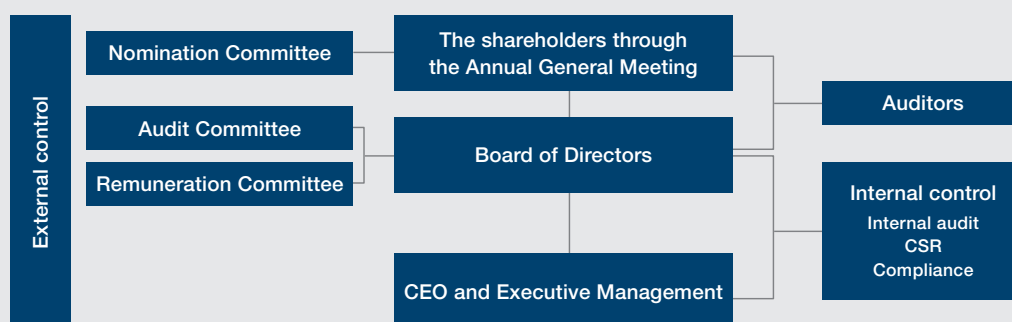 External control
Nomination Committee
The shareholders through
the Annual General Meeting
Audit Committee
Remuneration Committee
Board of Directors
Auditors
Internal control
Internal audit
CSR
Compliance
CEO and Executive Management